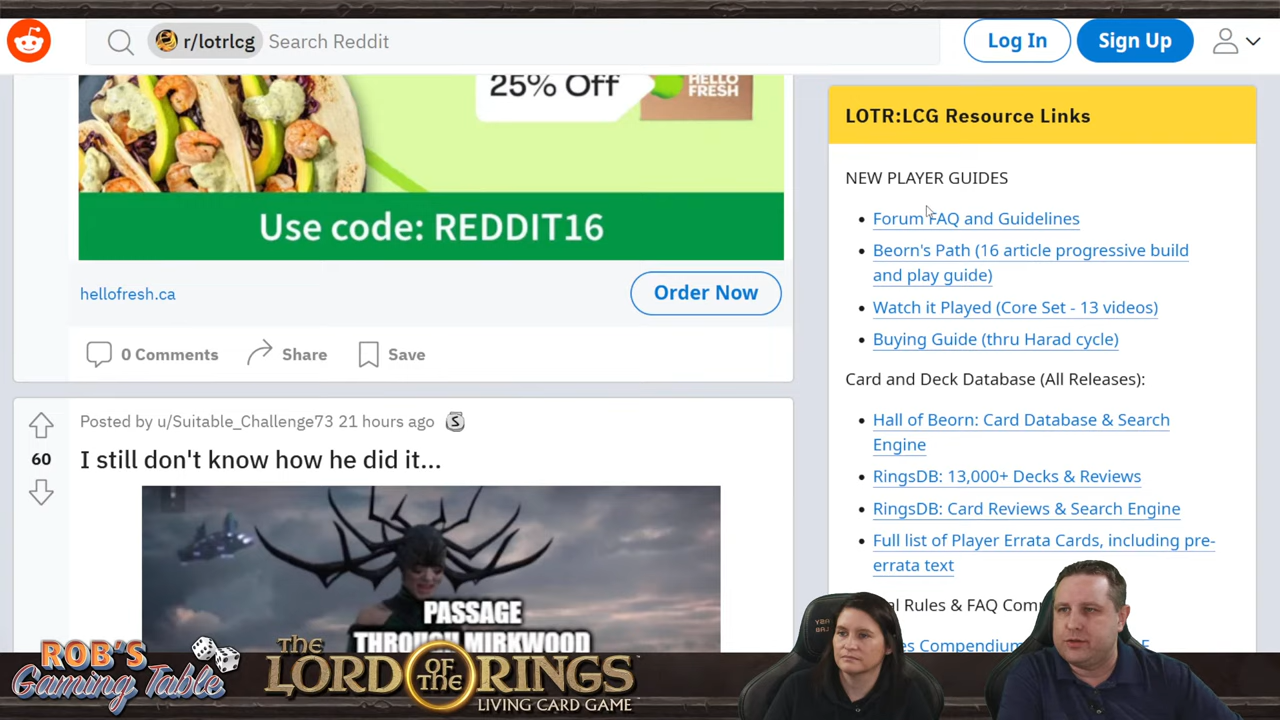 r/lotrlcg Search Reddit
Log In
Sign Up
25% Off
HELLO
FRESH
Use code: REDDIT16
hellofresh.ca
Order Now
0 Comments
Share
Save
Posted by u/Suitable_Challenge73 21 hours ago
60
I still don't know how he did it...
PASSAGE
THROUGH MIRKWOOD
LOTR:LCG Resource Links
NEW PLAYER GUIDES
Forum FAQ and Guidelines
Beorn's Path (16 article progressive build
and play guide)
Watch it Played (Core Set - 13 videos)
Buying Guide (thru Harad cycle)
Card and Deck Database (All Releases):
Hall of Beorn: Card Database & Search
Engine
RingsDB: 13,000+ Decks & Reviews
RingsDB: Card Reviews & Search Engine
Full list of Player Errata Cards, including pre-
errata text
Rules & FAQ
Compendium
ROB'S
Gaming Table
The
LORD OF THE RINGS
LIVING CARD GAME